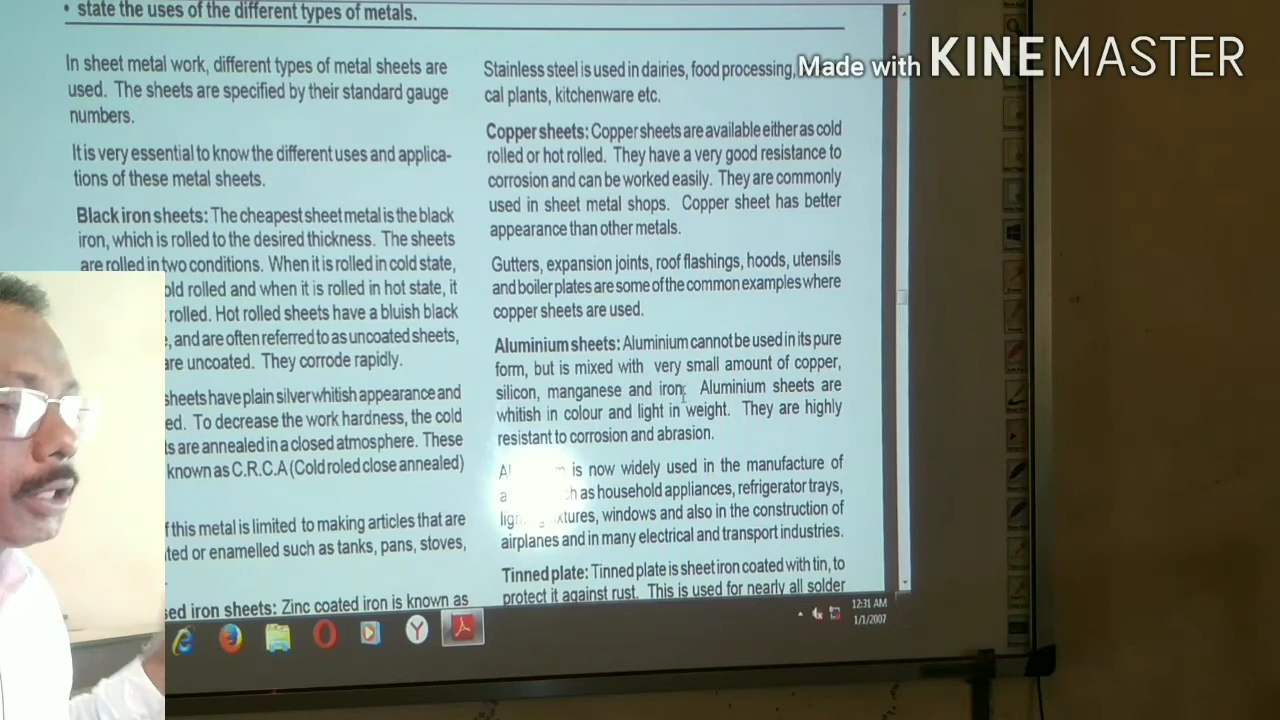 • state the uses of the different types of metals.
Made with KINEMASTER
In sheet metal work, different types of metal sheets are
used. The sheets are specified by their standard gauge
numbers.
It is very essential to know the different uses and applica-
tions of these metal sheets.
Black iron sheets: The cheapest sheet metal is the black
iron, which is rolled to the desired thickness. The sheets
are rolled in two conditions. When it is rolled in cold state,
old rolled and when it is rolled in hot state, it
rolled. Hot rolled sheets have a bluish black
, and are often referred to as uncoated sheets,
are uncoated. They corrode rapidly.
sheets have plain silver whitish appearance and
ed. To decrease the work hardness, the cold
ts are annealed in a closed atmosphere. These
known as C.R.C.A (Cold roled close annealed)
f this metal is limited to making articles that are
ted or enamelled such as tanks, pans, stoves,
sed iron sheets: Zinc coated iron is known as
Stainless steel is used in dairies, food processing,
cal plants, kitchenware etc.
Copper sheets: Copper sheets are available either as cold
rolled or hot rolled. They have a very good resistance to
corrosion and can be worked easily. They are commonly
used in sheet metal shops. Copper sheet has better
appearance than other metals.
Gutters, expansion joints, roof flashings, hoods, utensils
and boiler plates are some of the common examples where
copper sheets are used.
Aluminium sheets: Aluminium cannot be used in its pure
form, but is mixed with very small amount of copper,
silicon, manganese and iron. Aluminium sheets are
whitish in colour and light in weight. They are highly
resistant to corrosion and abrasion.
is now widely used in the manufacture of
as household appliances, refrigerator trays,
windows and also in the construction of
airplanes and in many electrical and transport industries.
Tinned plate: Tinned plate is sheet iron coated with tin, to
protect it against rust. This is used for nearly all solder
12:31 AM
1/1/2007